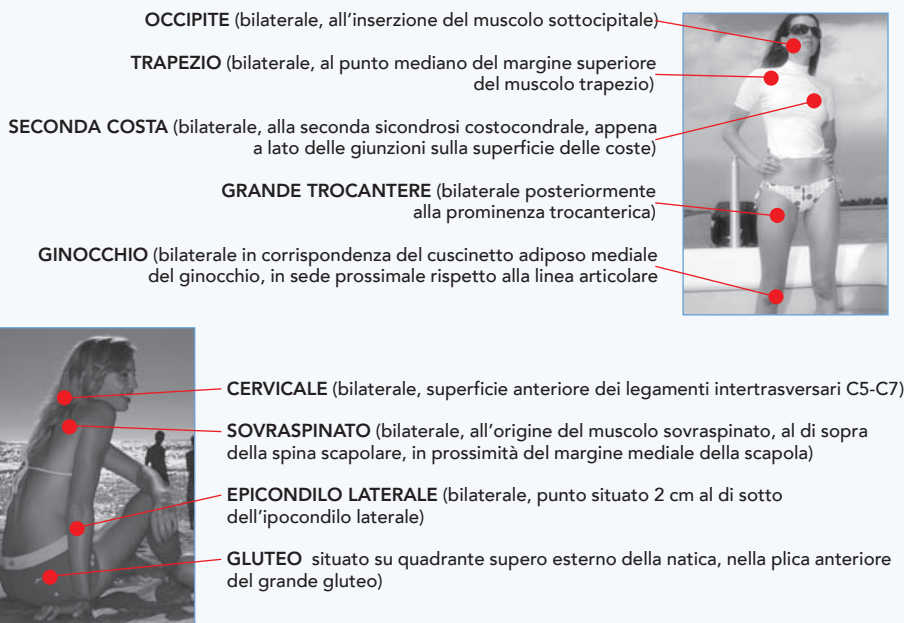 OCCIPITE (bilaterale, all’inserzione del muscolo sottocipitale)
TRAPEZIO (bilaterale, al punto mediano del margine superiore
del muscolo trapezio)
SECONDA COSTA (bilaterale, alla seconda sicondrosi costocondrale, appena
a lato delle giunzioni sulla superficie delle coste)
GRANDE TROCANTERE (bilaterale posteriormente
alla prominenza trocanterica)
GINOCCHIO (bilaterale in corrispondenza del cuscinetto adiposo mediale
del ginocchio, in sede prossimale rispetto alla linea articolare
CERVICALE (bilaterale, superficie anteriore dei legamenti intertrasversari C5-C7)
SOVRASPINATO (bilaterale, all’origine del muscolo sovraspinato, al di sopra
della spina scapolare, in prossimità del margine mediale della scapola)
EPICONDILO LATERALE (bilaterale, punto situato 2 cm al di sotto
dell’ipocondilo laterale)
GLUTEO situato su quadrante supero esterno della natica, nella plica anteriore
del grande gluteo)